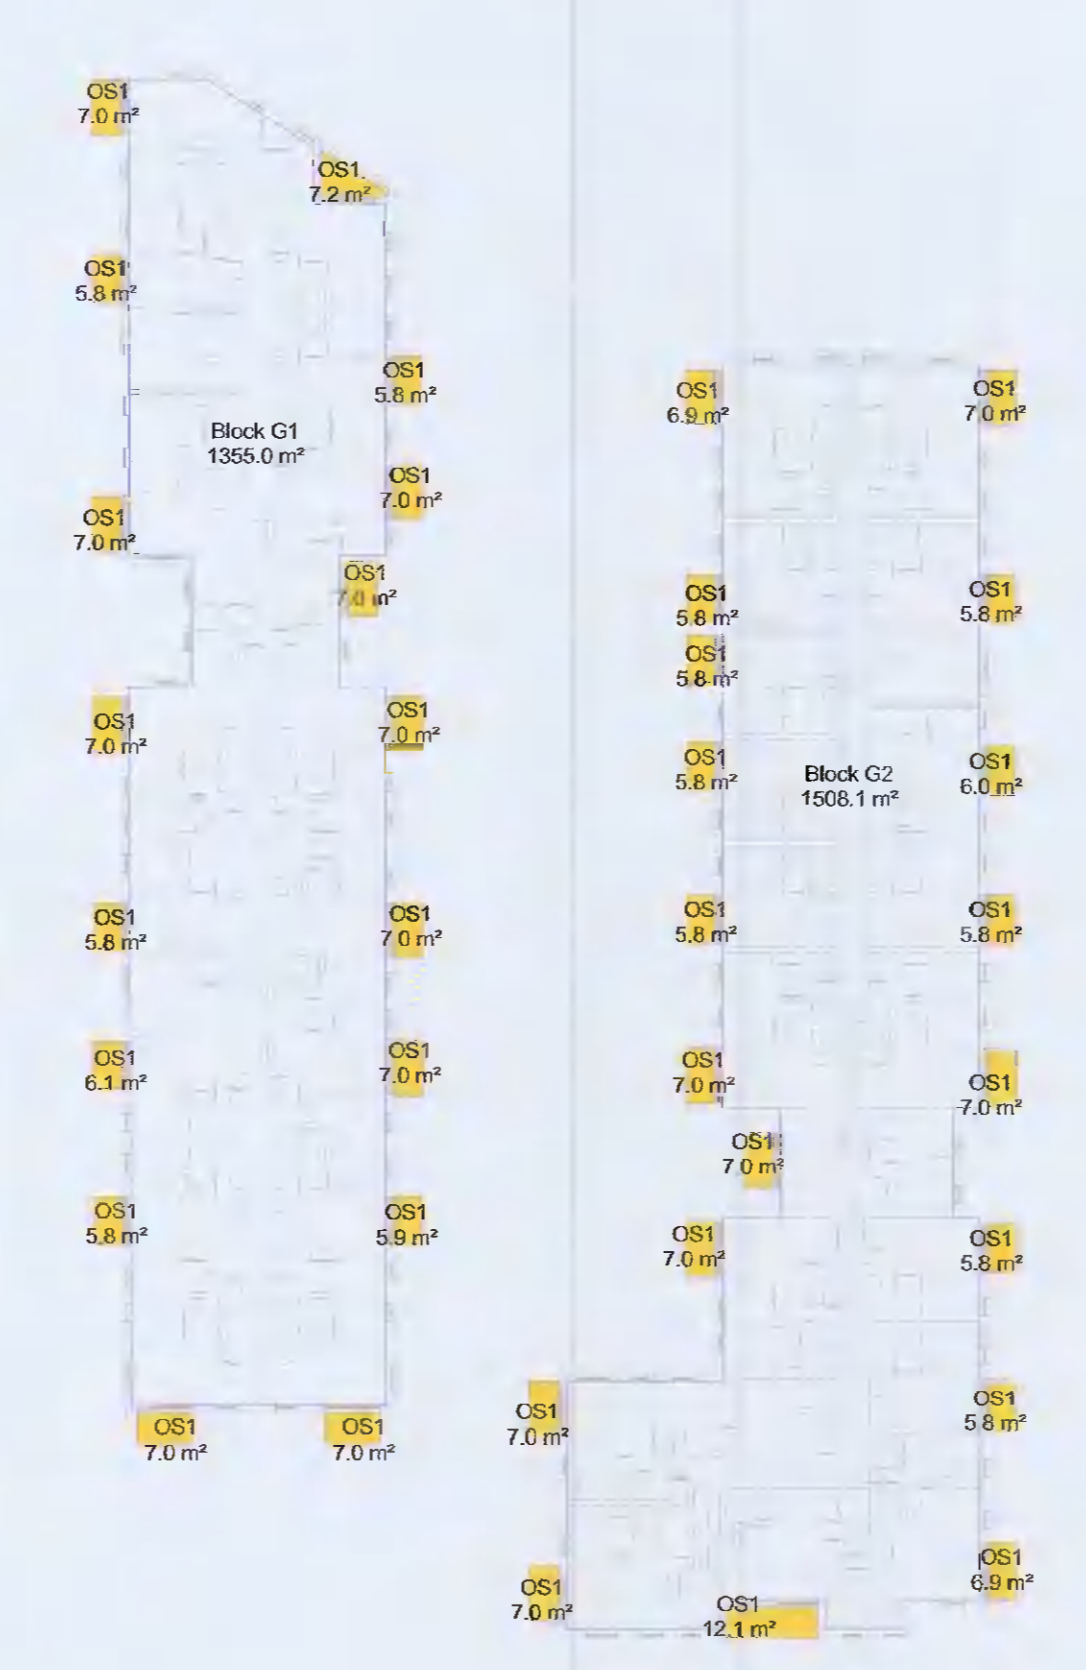 OS1
7.0 m²
OS1
7.2 m²
OS1
5.8 m²
OS1
5.8 m²
Block G1
1355.0 m²
OS1
7.0 m²
OS1
7.0 m²
OS1
7.0 m²
OS1
7.0 m²
OS1
7.0 m²
OS1
5.8 m²
OS1
7.0 m²
OS1
6.1 m²
OS1
7.0 m²
OS1
5.8 m²
OS1
5.9 m²
OS1
7.0 m²
OS1
7.0 m²
OS1
6.9 m²
OS1
7.0 m²
OS1
5.8 m²
OS1
5.8 m²
OS1
5.8 m²
OS1
5.8 m²
Block G2
1508.1 m²
OS1
6.0 m²
OS1
5.8 m²
OS1
5.8 m²
OS1
7.0 m²
OS1
7.0 m²
OS1
7.0 m²
OS1
7.0 m²
OS1
5.8 m²
OS1
7.0 m²
OS1
5.8 m²
OS1
7.0 m²
OS1
6.9 m²
OS1
12.1 m²